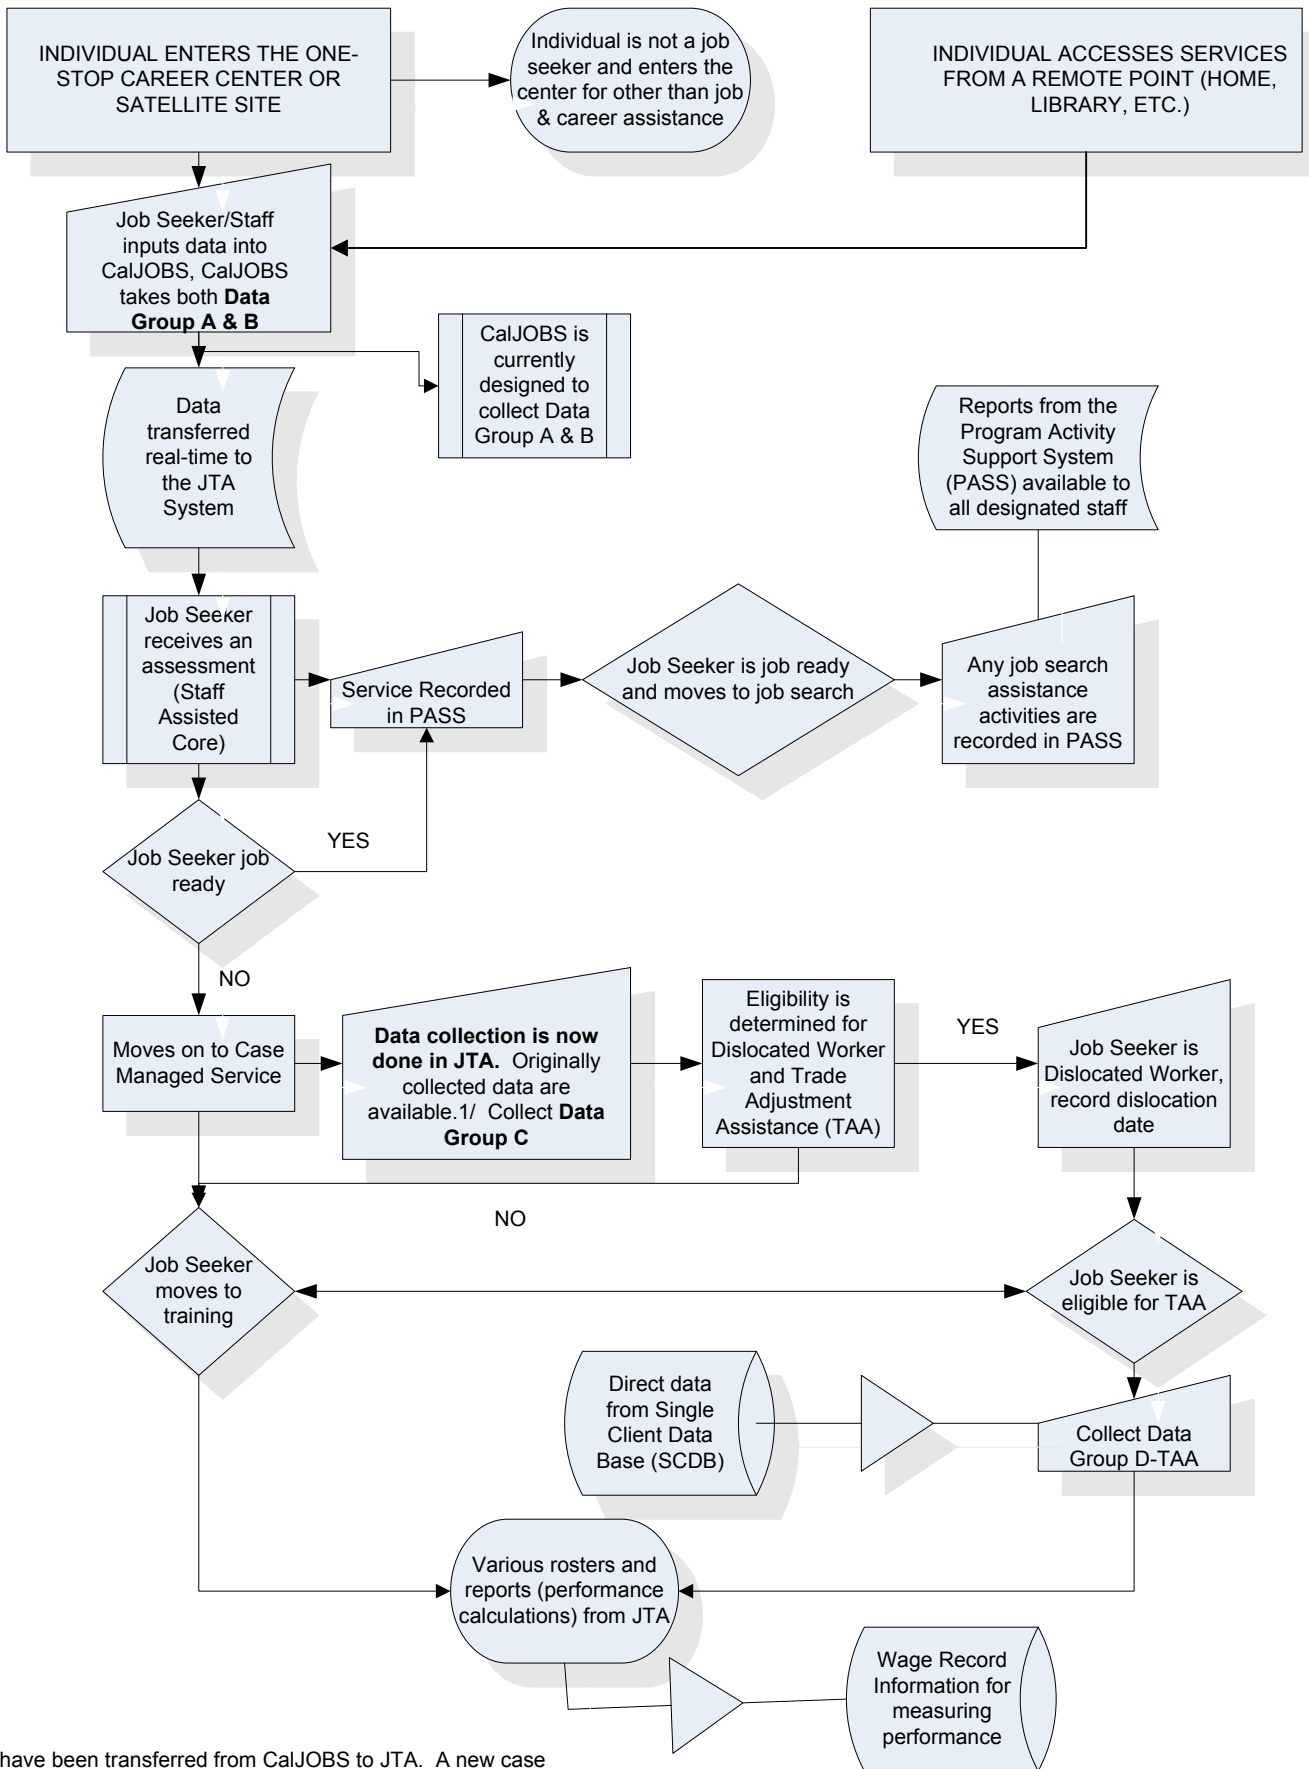 INDIVIDUAL ENTERS THE ONE-
STOP CAREER CENTER OR
SATELLITE SITE
Individual is not a job
seeker and enters the
center for other than job
& career assistance
INDIVIDUAL ACCESSES SERVICES
FROM A REMOTE POINT (HOME,
LIBRARY, ETC.)
Job Seeker/Staff
inputs data into
CalJOBS, CalJOBS
takes both Data
Group A & B
CalJOBS is
currently
designed to
collect Data
Group A & B
Data
transferred
real-time to
the JTA
System
Reports from the
Program Activity
Support System
(PASS) available to
all designated staff
Job Seeker
receives an
assessment
(Staff
Assisted
Core)
Service Recorded
in PASS
Job Seeker is job ready
and moves to job search
Any job search
assistance
activities are
recorded in PASS
Job Seeker job
ready
YES
NO
Moves on to Case
Managed Service
Data collection is now
done in JTA. Originally
collected data are
available.1/ Collect Data
Group C
Eligibility is
determined for
Dislocated Worker
and Trade
Adjustment
Assistance (TAA)
YES
Job Seeker is
Dislocated Worker,
record dislocation
date
NO
Job Seeker
moves to
training
Job Seeker is
eligible for TAA
Direct data
from Single
Client Data
Base (SCDB)
Collect Data
Group D-TAA
Various rosters and
reports (performance
calculations) from JTA
Wage Record
Information for
measuring
performance
have been transferred from CalJOBS to JTA. A new case